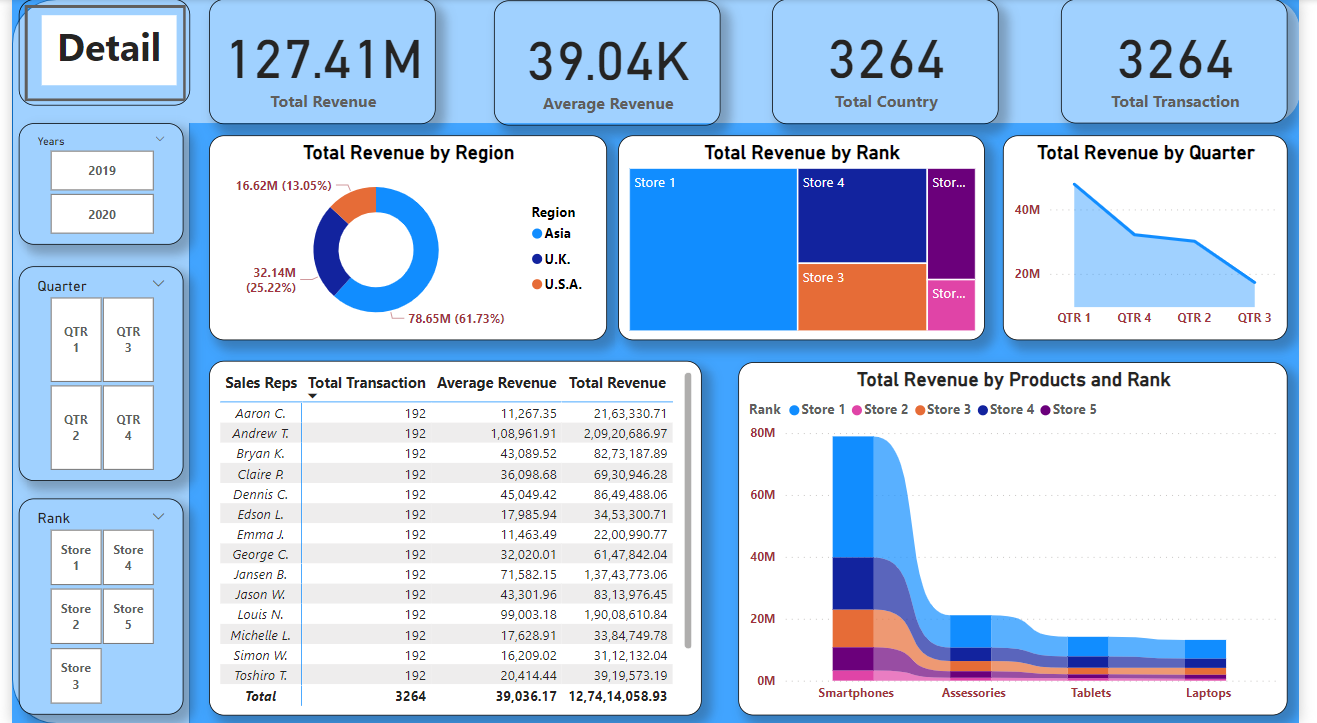 Detail
127.41M
Total Revenue
39.04K
Average Revenue
3264
Total Country
3264
Total Transaction
Years
2019
2020
Quarter
QTR 1
QTR 3
QTR 2
QTR 4
Rank
Store 1
Store 4
Store 2
Store 5
Store 3
Total Revenue by Region
16.62M (13.05%)
32.14M
(25.22%)
78.65M (61.73%)
Region
Asia
U.K.
U.S.A.
Total Revenue by Rank
Store 1
Store 4
Store 3
Stor...
Stor...
Total Revenue by Quarter
40M
20M
QTR 1 QTR 4 QTR 2 QTR 3
Sales Reps Total Transaction Average Revenue Total Revenue
Aaron C. 192 11,267.35 21,63,330.71
Andrew T. 192 1,08,961.91 2,09,20,686.97
Bryan K. 192 43,089.52 82,73,187.89
Claire P. 192 36,098.68 69,30,946.28
Dennis C. 192 45,049.42 86,49,488.06
Edson L. 192 17,985.94 34,53,300.71
Emma J. 192 11,463.49 22,00,990.77
George C. 192 32,020.01 61,47,842.04
Jansen B. 192 71,582.15 1,37,43,773.06
Jason W. 192 43,301.96 83,13,976.45
Louis N. 192 99,003.18 1,90,08,610.84
Michelle L. 192 17,628.91 33,84,749.78
Simon W. 192 16,209.02 31,12,132.04
Toshiro T. 192 20,414.44 39,19,573.19
Total 3264 39,036.17 12,74,14,058.93
Total Revenue by Products and Rank
Rank Store 1 Store 2 Store 3 Store 4 Store 5
80M
60M
40M
20M
0M
Smartphones Assessories Tablets Laptops